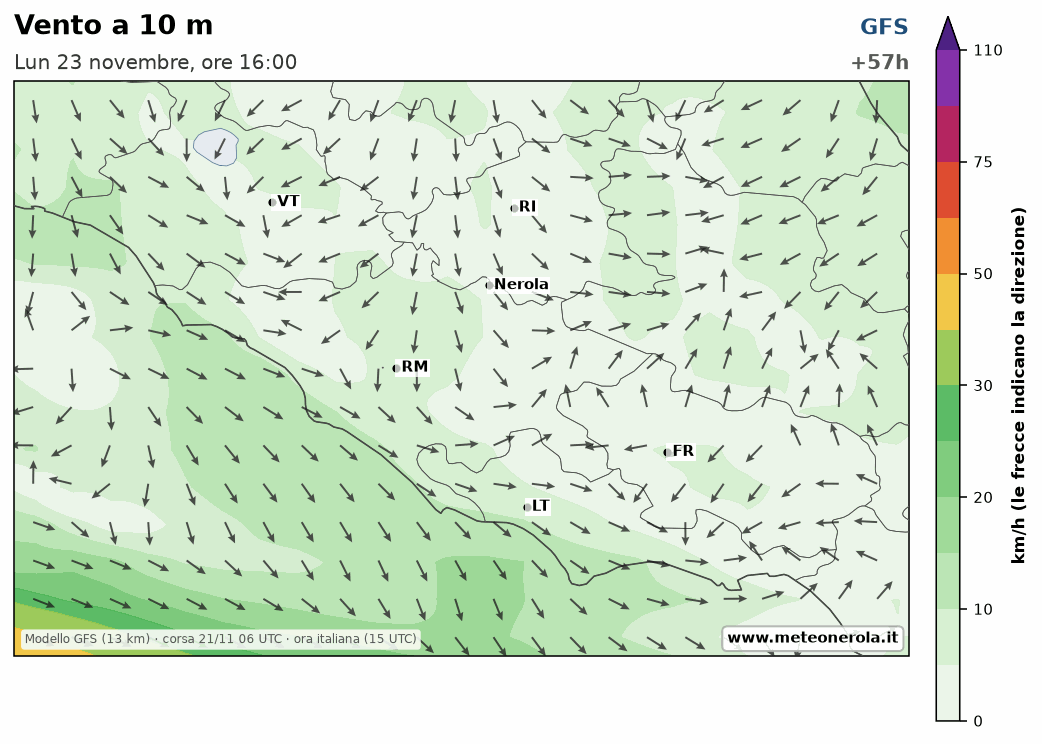 Vento a 10 m
GFS
Lun 23 novembre, ore 16:00
+57h
110
75
50
30
20
10
0
km/h (le frecce indicano la direzione)
VT
RI
Nerola
RM
FR
LT
Modello GFS (13 km) · corsa 21/11 06 UTC · ora italiana (15 UTC)
www.meteonerola.it